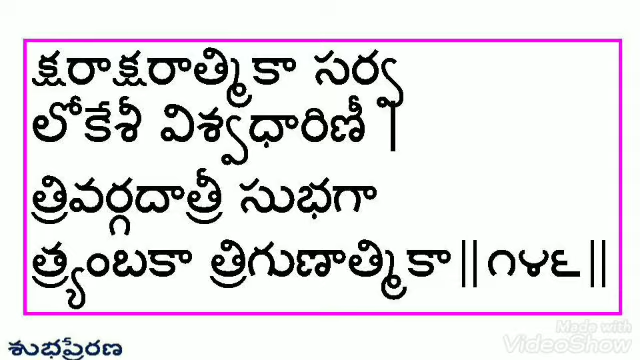 క్షరాక్షరాత్మికా సర్వ
లోకేశీ విశ్వధారిణీ |
త్రివర్గదాత్రీ సుభగా
త్ర్యంబకా త్రిగుణాత్మికా||౧౪౬||
శుభప్రేరణ
Made with
VideoShow